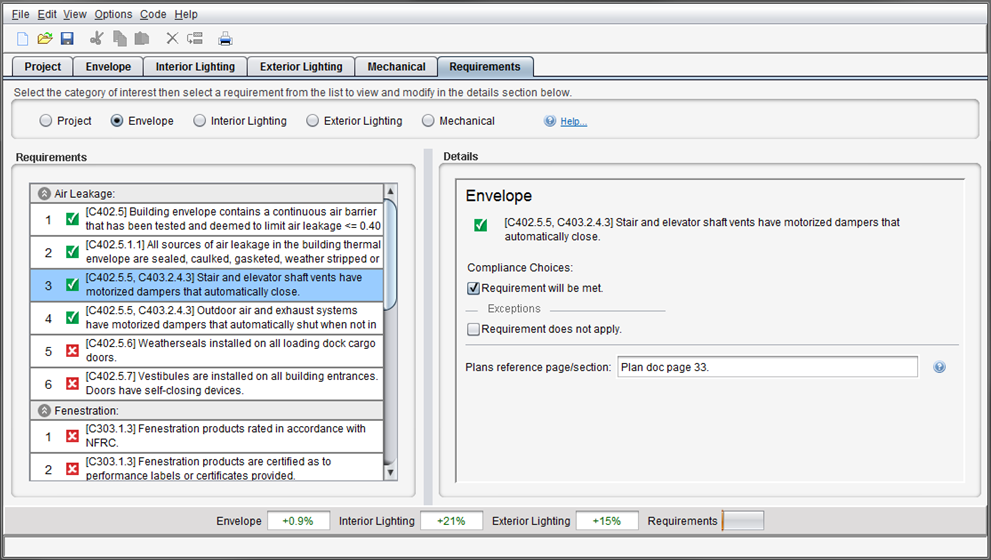 File Edit View Options Code Help
Project Envelope Interior Lighting Exterior Lighting Mechanical Requirements
Select the category of interest then select a requirement from the list to view and modify in the details section below.
Project Envelope Interior Lighting Exterior Lighting Mechanical Help...
Requirements
Air Leakage:
1 [C402.5] Building envelope contains a continuous air barrier
that has been tested and deemed to limit air leakage <= 0.40
2 [C402.5.1.1] All sources of air leakage in the building thermal
envelope are sealed, caulked, gasketed, weather stripped or
3 [C402.5.5, C403.2.4.3] Stair and elevator shaft vents have
motorized dampers that automatically close.
4 [C402.5.5, C403.2.4.3] Outdoor air and exhaust systems
have motorized dampers that automatically shut when not in
5 [C402.5.6] Weatherseals installed on all loading dock cargo
doors.
6 [C402.5.7] Vestibules are installed on all building entrances.
Doors have self-closing devices.
Fenestration:
1 [C303.1.3] Fenestration products rated in accordance with
NFRC.
2 [C303.1.3] Fenestration products are certified as to
performance labels or certificates provided.
Details
Envelope
[C402.5.5, C403.2.4.3] Stair and elevator shaft vents have motorized dampers that
automatically close.
Compliance Choices:
Requirement will be met.
Exceptions
Requirement does not apply.
Plans reference page/section: Plan doc page 33.
Envelope +0.9% Interior Lighting +21% Exterior Lighting +15% Requirements